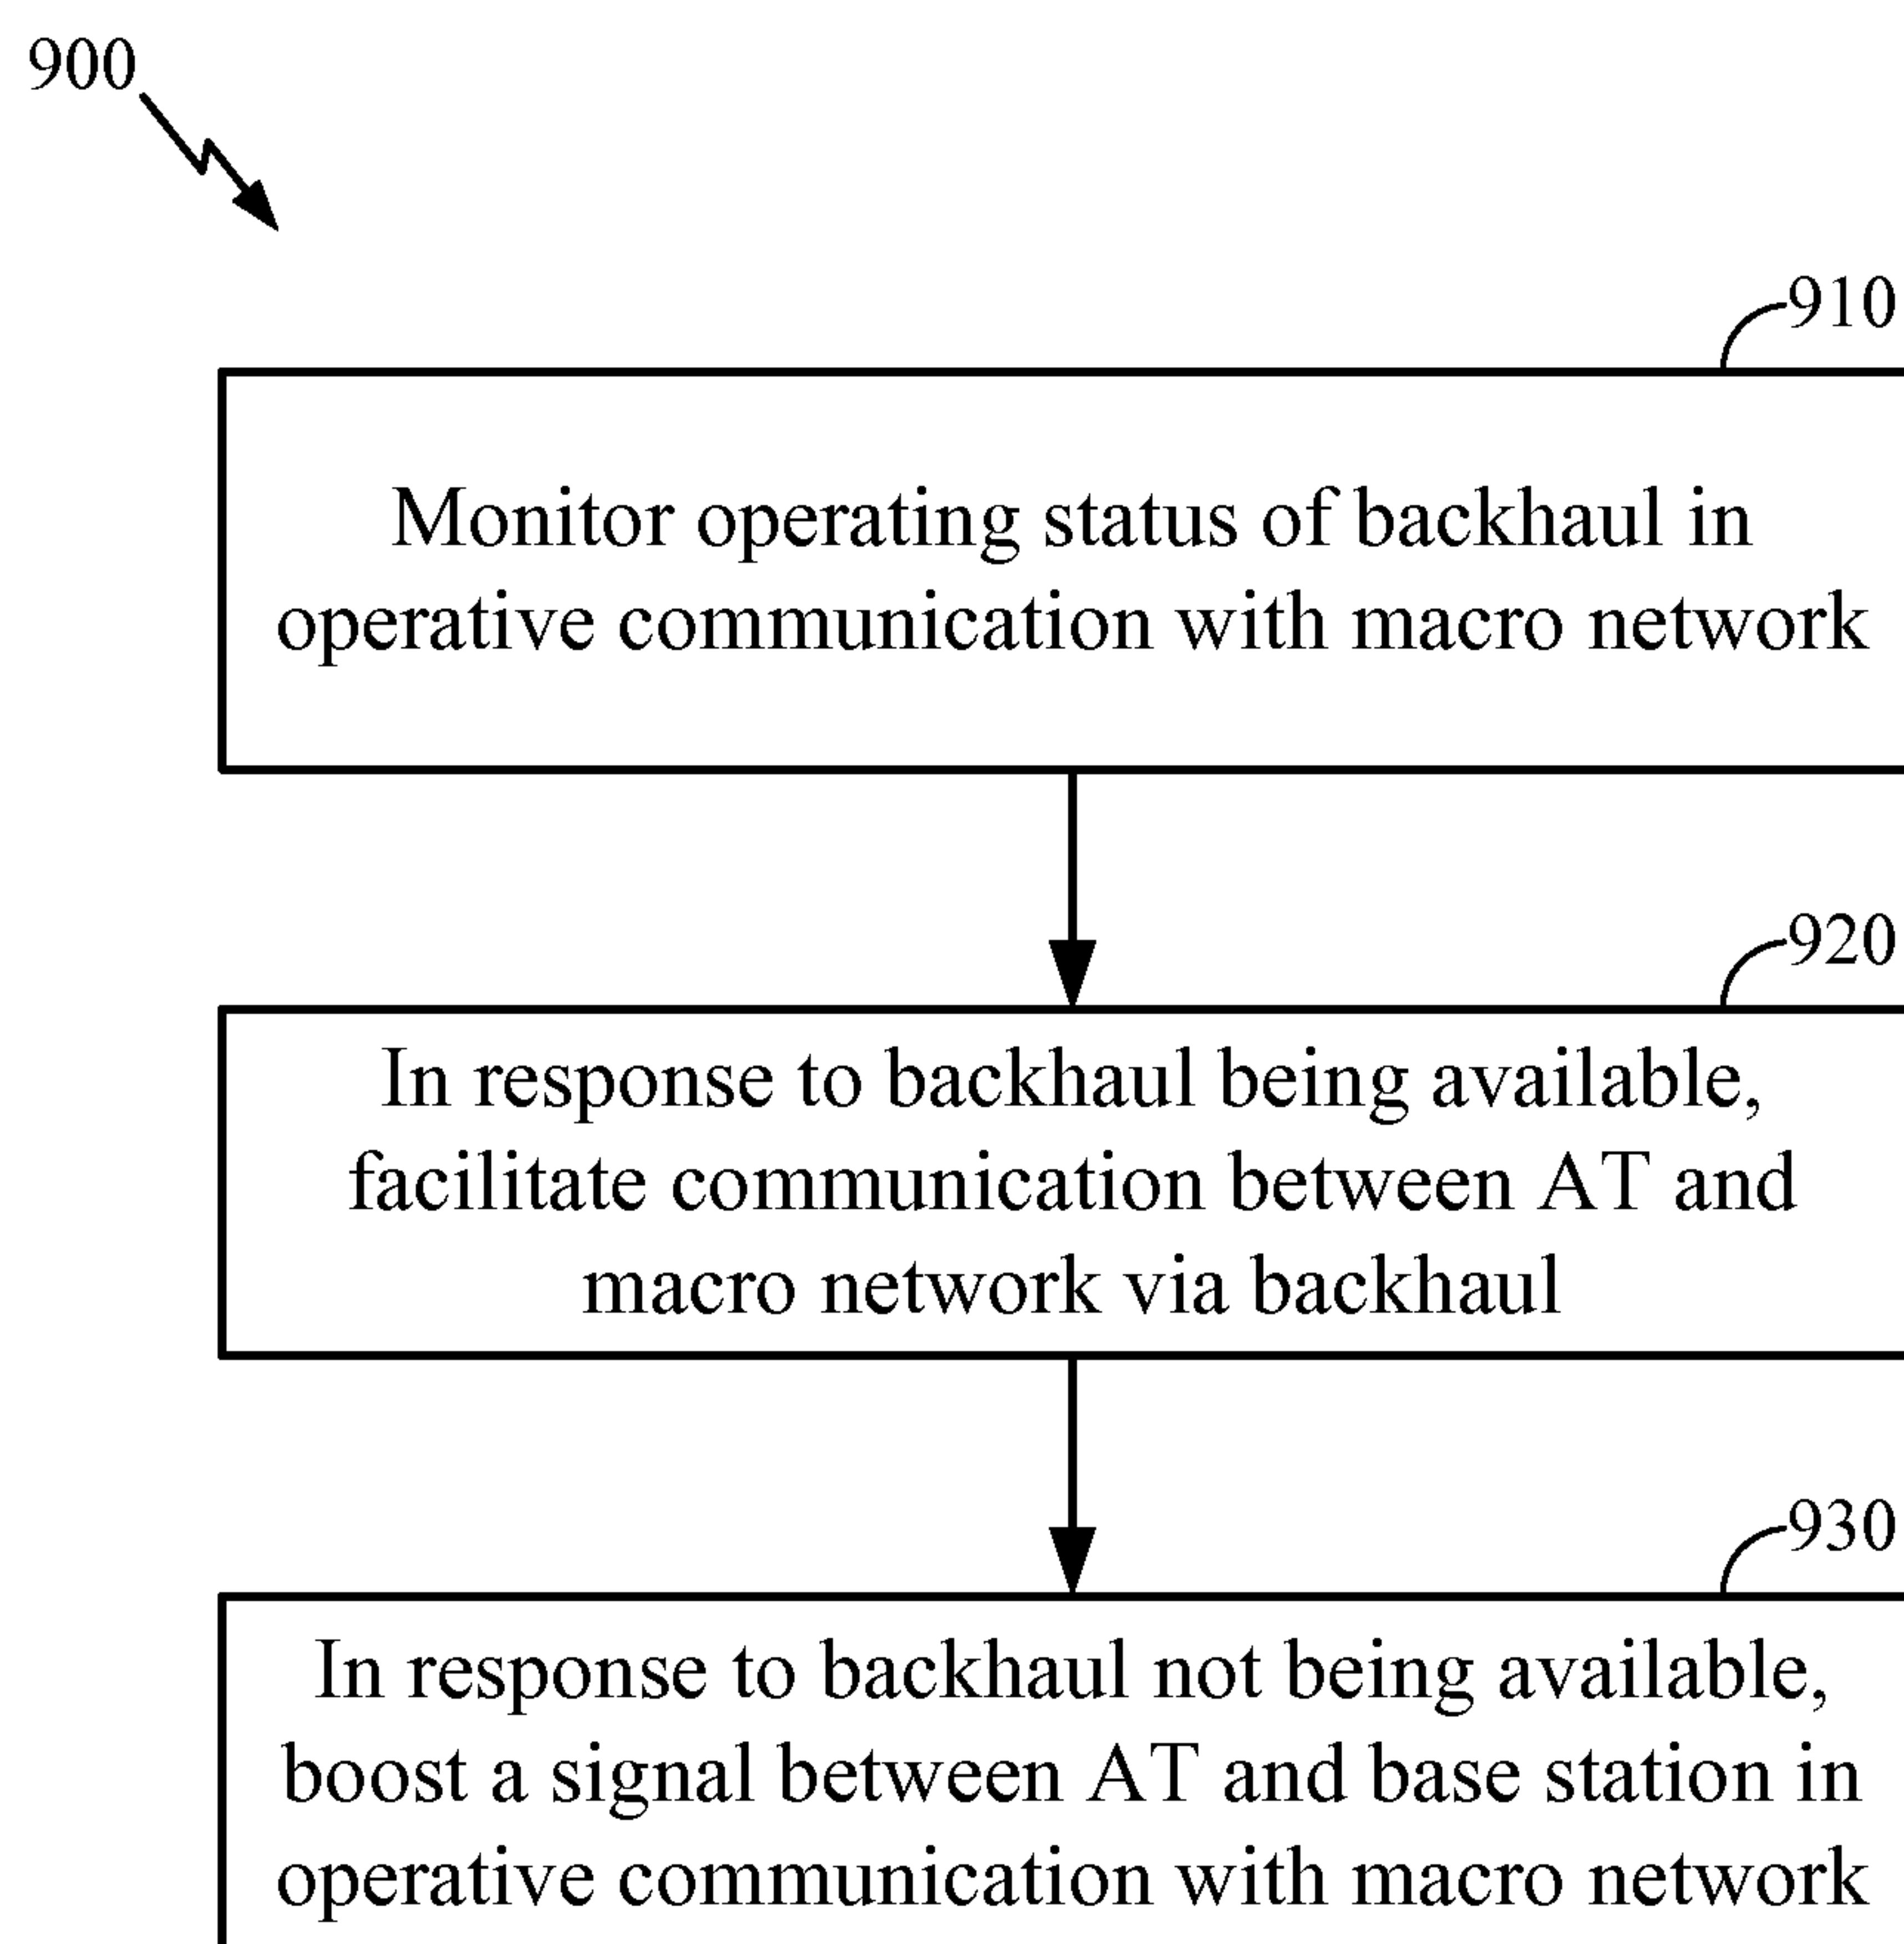 900
910
Monitor operating status of backhaul in
operative communication with macro network
920
In response to backhaul being available,
facilitate communication between AT and
macro network via backhaul
930
In response to backhaul not being available,
boost a signal between AT and base station in
operative communication with macro network